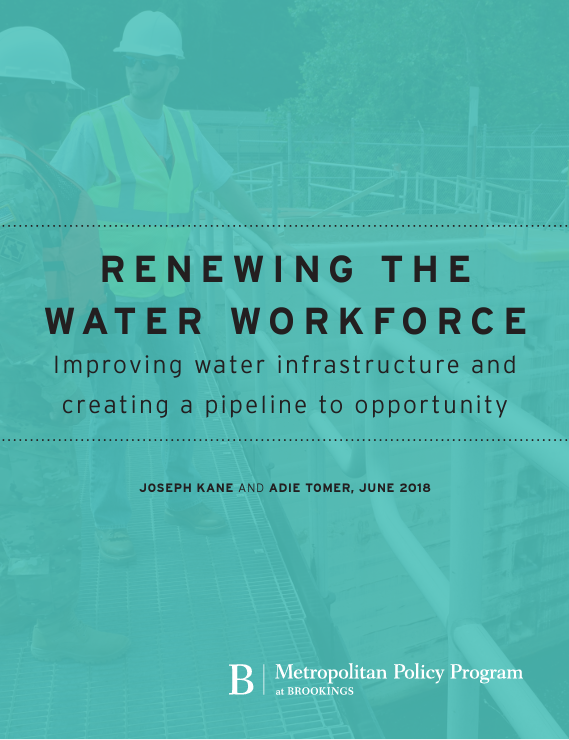 RENEWING THE
WATER WORKFORCE
Improving water infrastructure and
creating a pipeline to opportunity
JOSEPH KANE AND ADIE TOMER, JUNE 2018
B
Metropolitan Policy Program
at BROOKINGS